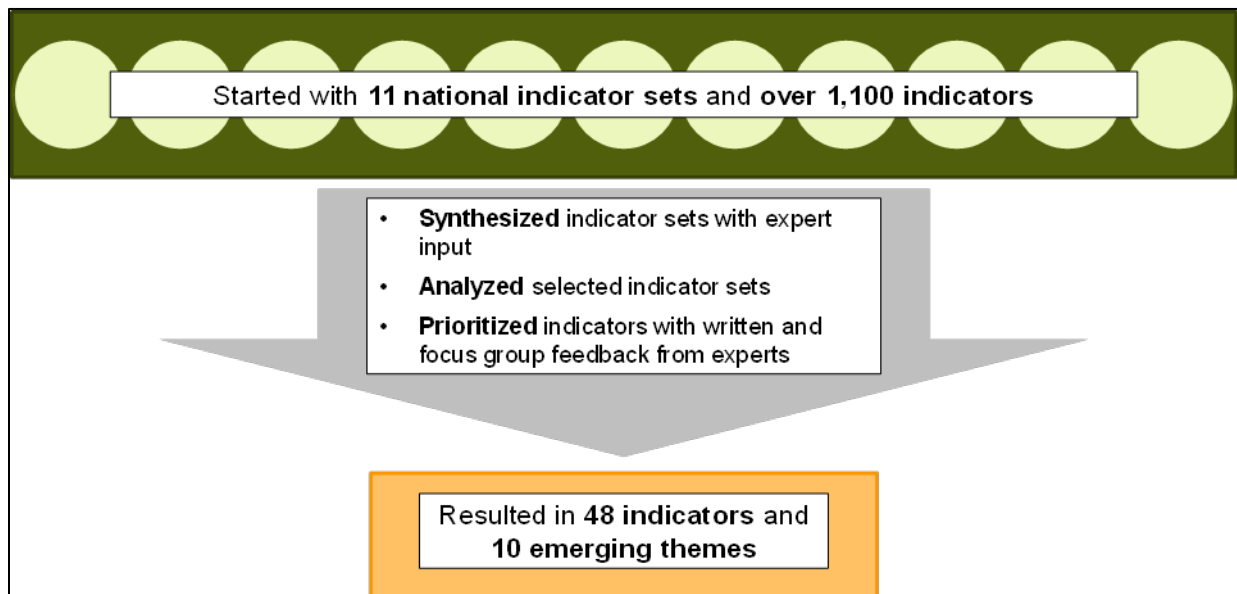 Started with 11 national indicator sets and over 1,100 indicators
• Synthesized indicator sets with expert
input
• Analyzed selected indicator sets
• Prioritized indicators with written and
focus group feedback from experts
Resulted in 48 indicators and
10 emerging themes